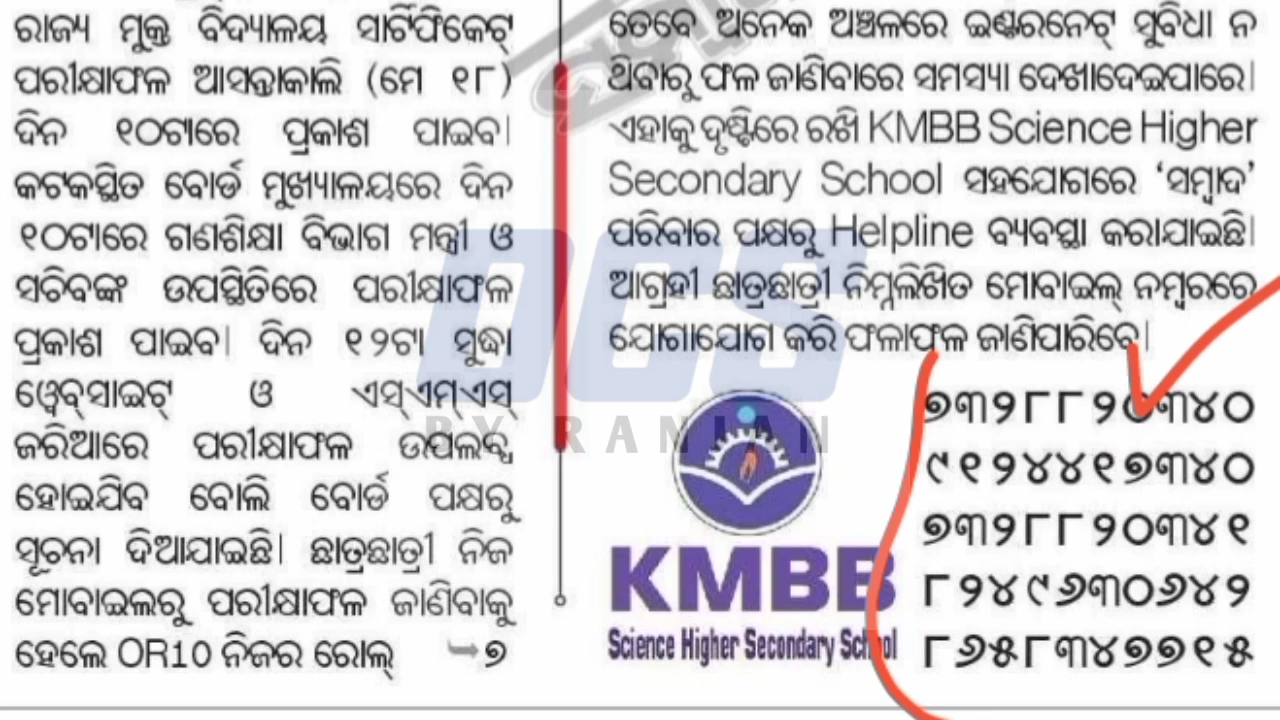 ରାଜ୍ୟ ମୁକ୍ତ ବିଦ୍ୟାଳୟ ସାର୍ଟିଫିକେଟ୍
ପରୀକ୍ଷାଫଳ ଆସନ୍ତାକାଲି (ମେ ୧୮)
ଦିନ ୧୦ଟାରେ ପ୍ରକାଶ ପାଇବ।
କଟକସ୍ଥିତ ବୋର୍ଡ ମୁଖ୍ୟାଳୟରେ ଦିନ
୧୦ଟାରେ ଗଣଶିକ୍ଷା ବିଭାଗ ମନ୍ତ୍ରୀ ଓ
ସଚିବଙ୍କ ଉପସ୍ଥିତିରେ ପରୀକ୍ଷାଫଳ
ପ୍ରକାଶ ପାଇବ। ଦିନ ୧୨ଟା ସୁଦ୍ଧା
ୱେବ୍‌ସାଇଟ୍ ଓ ଏସ୍ଏମ୍ଏସ୍
ଜରିଆରେ ପରୀକ୍ଷାଫଳ ଉପଲବ୍ଧ
ହୋଇଯିବ ବୋଲି ବୋର୍ଡ ପକ୍ଷରୁ
ସୂଚନା ଦିଆଯାଇଛି। ଛାତ୍ରଛାତ୍ରୀ ନିଜ
ମୋବାଇଲରୁ ପରୀକ୍ଷାଫଳ ଜାଣିବାକୁ
ହେଲେ OR10 ନିଜର ରୋଲ୍ ➥୭
ତେବେ ଅନେକ ଅଞ୍ଚଳରେ ଇଣ୍ଟରନେଟ୍ ସୁବିଧା ନ
ଥିବାରୁ ଫଳ ଜାଣିବାରେ ସମସ୍ୟା ଦେଖାଦେଇପାରେ।
ଏହାକୁ ଦୃଷ୍ଟିରେ ରଖି KMBB Science Higher
Secondary School ସହଯୋଗରେ ‘ସମ୍ବାଦ’
ପରିବାର ପକ୍ଷରୁ Helpline ବ୍ୟବସ୍ଥା କରାଯାଇଛି।
ଆଗ୍ରହୀ ଛାତ୍ରଛାତ୍ରୀ ନିମ୍ନଲିଖିତ ମୋବାଇଲ୍ ନମ୍ବରରେ
ଯୋଗାଯୋଗ କରି ଫଳାଫଳ ଜାଣିପାରିବେ।
୭୩୨୮୮୨୦୩୪୦
୯୧୨୪୪୧୭୩୪୦
୭୩୨୮୮୨୦୩୪୧
୮୨୪୯୬୩୦୬୪୨
୮୬୫୮୩୪୭୭୧୫
KMBB
Science Higher Secondary School
OCS
BY RANJAN